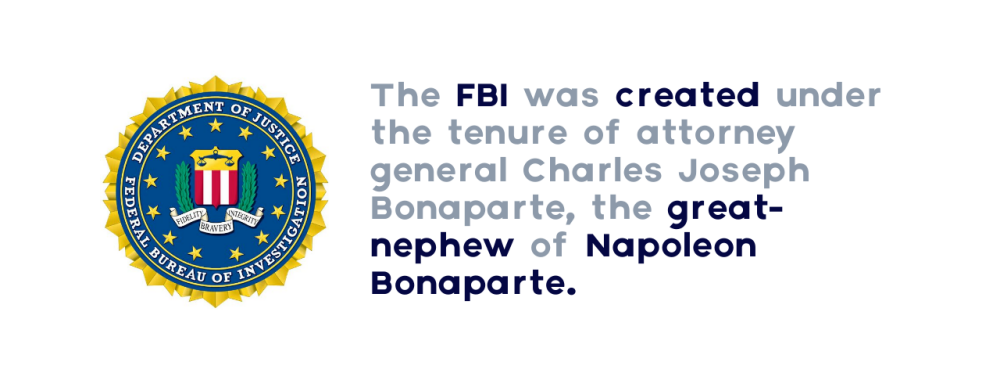 DEPARTMENT OF JUSTICE
FEDERAL BUREAU OF INVESTIGATION
FIDELITY
BRAVERY
INTEGRITY
The FBI was created under
the tenure of attorney
general Charles Joseph
Bonaparte, the great-
nephew of Napoleon
Bonaparte.